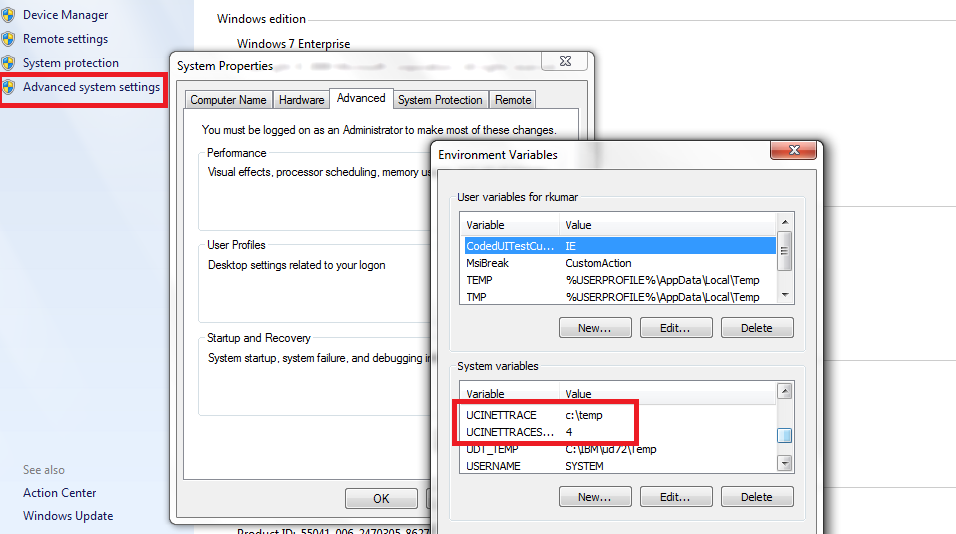 Device Manager
Remote settings
System protection
Advanced system settings
See also
Action Center
Windows Update
Windows edition
Windows 7 Enterprise
System Properties
Computer Name
Hardware
Advanced
System Protection
Remote
You must be logged on as an Administrator to make most of these changes.
Performance
Visual effects, processor scheduling, memory us
User Profiles
Desktop settings related to your logon
Startup and Recovery
System startup, system failure, and debugging in
OK
Environment Variables
User variables for rkumar
Variable Value
CodedUITestCu... IE
MsiBreak CustomAction
TEMP %USERPROFILE%\AppData\Local\Temp
TMP %USERPROFILE%\AppData\Local\Temp
New... Edit... Delete
System variables
Variable Value
UCINETTRACE c:\temp
UCINETTRACES... 4
UDT_TEMP C:\IBM\ud72\Temp
USERNAME SYSTEM
New... Edit... Delete
Product ID: 55041-006-2470305-8627